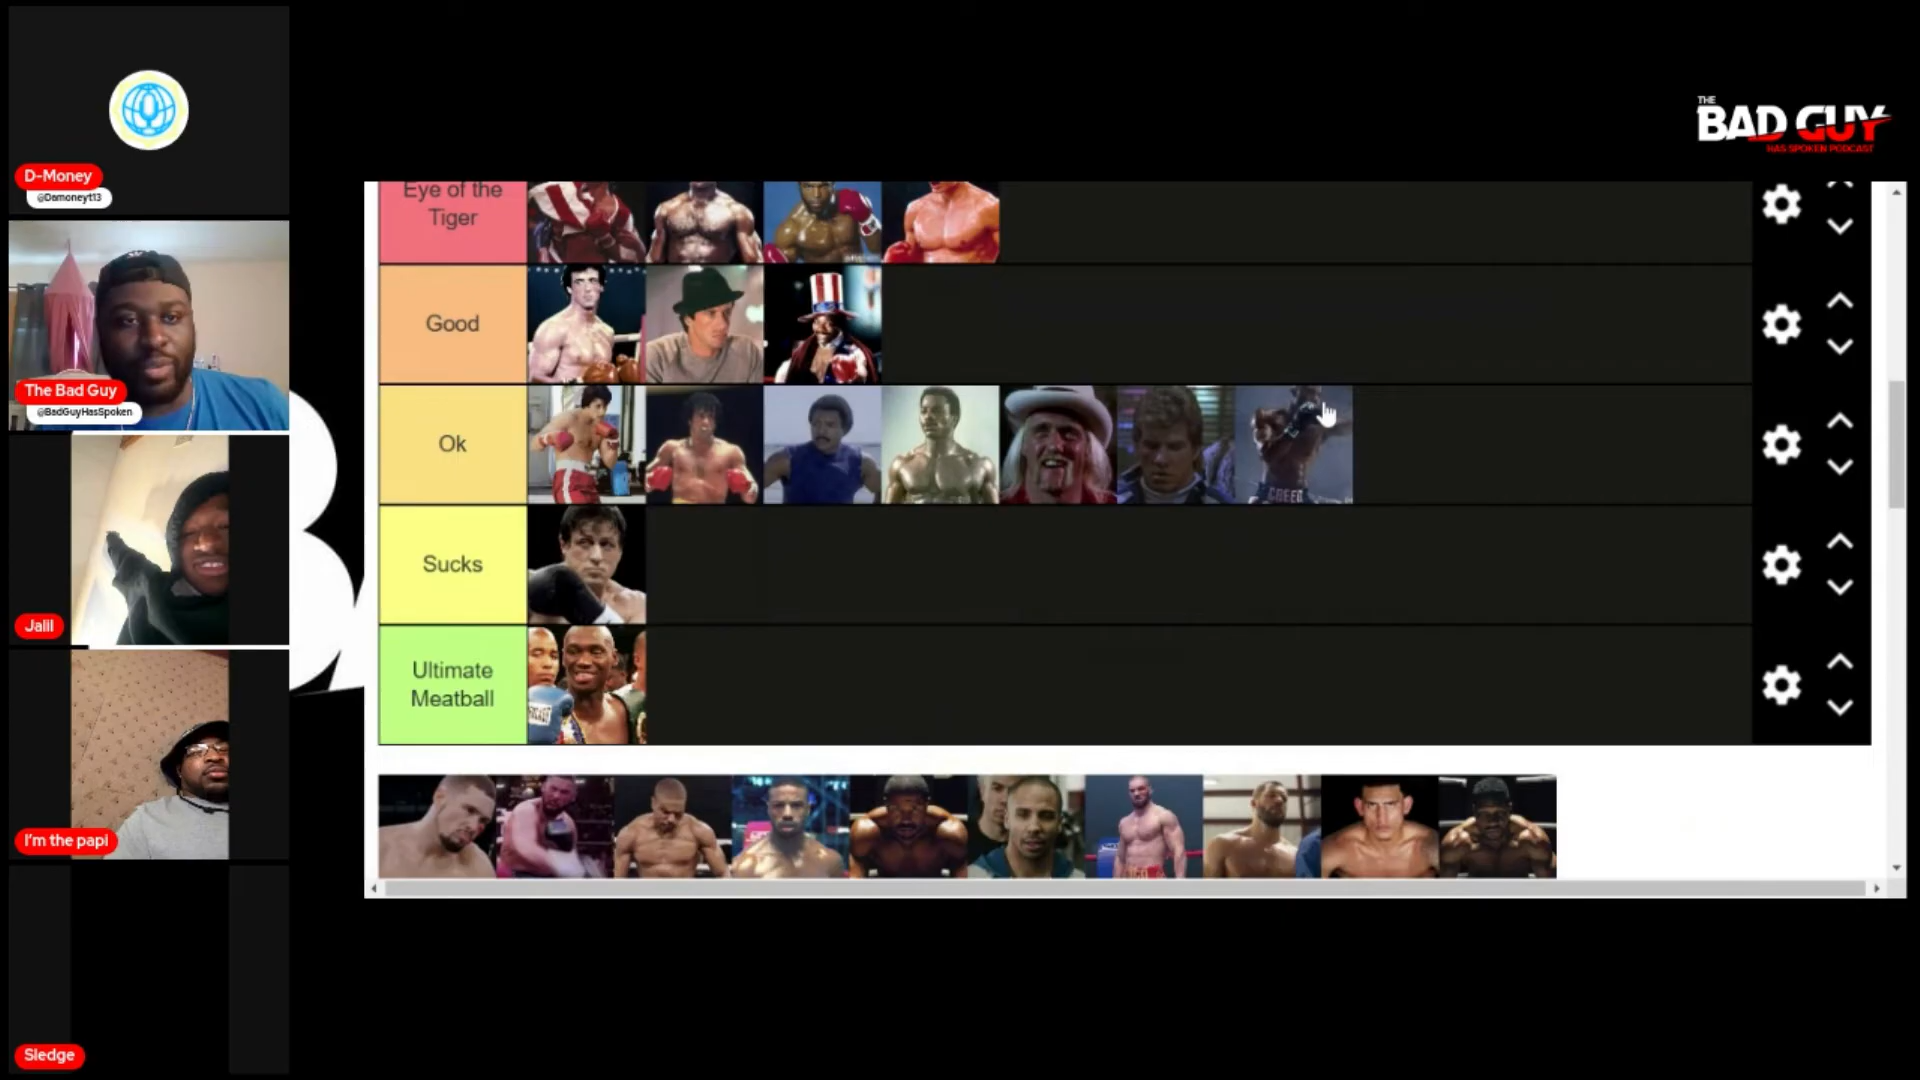 D-Money
@Damoneyt13
The Bad Guy
@BadGuyHasSpoken
Jalil
I'm the papi
Sledge
THE
BAD GUY
HAS SPOKEN PODCAST
Eye of the
Tiger
Good
Ok
CREED
Sucks
Ultimate
Meatball